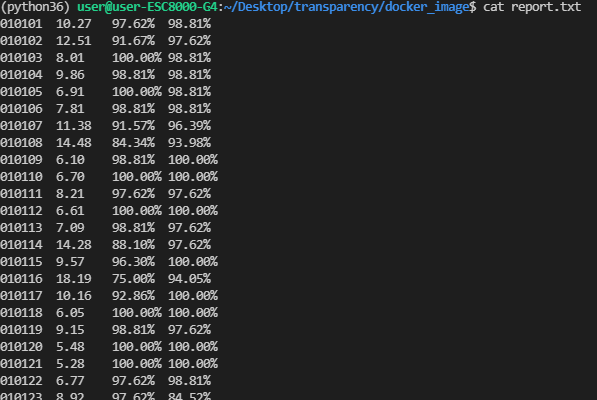 (python36) user@user-ESC8000-G4:~/Desktop/transparency/docker_image$ cat report.txt
010101 10.27 97.62% 98.81%
010102 12.51 91.67% 97.62%
010103 8.01 100.00% 98.81%
010104 9.86 98.81% 98.81%
010105 6.91 100.00% 98.81%
010106 7.81 98.81% 98.81%
010107 11.38 91.57% 96.39%
010108 14.48 84.34% 93.98%
010109 6.10 98.81% 100.00%
010110 6.70 100.00% 100.00%
010111 8.21 97.62% 97.62%
010112 6.61 100.00% 100.00%
010113 7.09 98.81% 97.62%
010114 14.28 88.10% 97.62%
010115 9.57 96.30% 100.00%
010116 18.19 75.00% 94.05%
010117 10.16 92.86% 100.00%
010118 6.05 100.00% 100.00%
010119 9.15 98.81% 97.62%
010120 5.48 100.00% 100.00%
010121 5.28 100.00% 100.00%
010122 6.77 97.62% 98.81%
010123 8.92 97.62% 84.52%